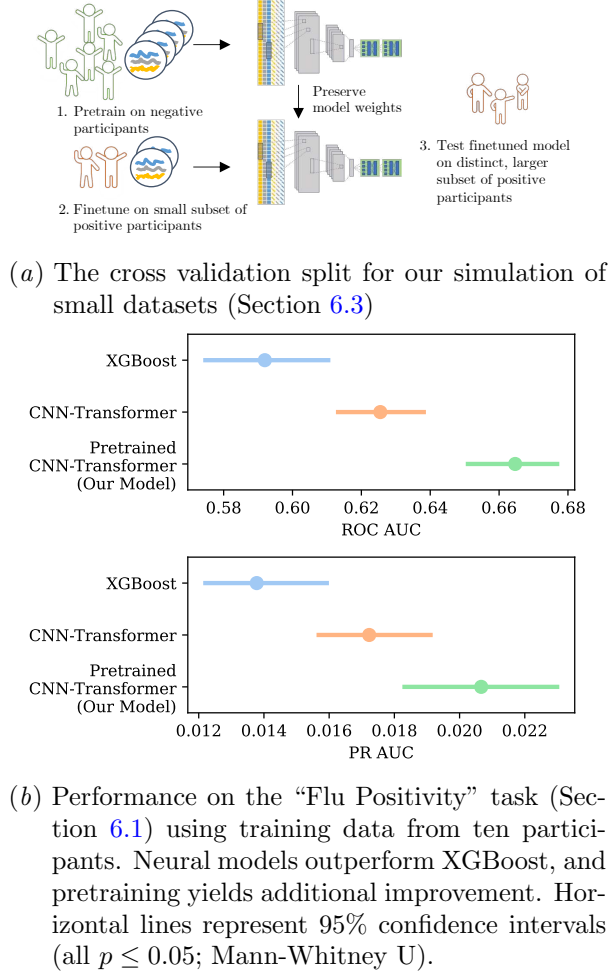 Preserve
model weights
1. Pretrain on negative
participants
2. Finetune on small subset of
positive participants
3. Test finetuned model
on distinct, larger
subset of positive
participants
(a) The cross validation split for our simulation of
small datasets (Section 6.3)
XGBoost
CNN-Transformer
Pretrained
CNN-Transformer
(Our Model)
0.58 0.60 0.62 0.64 0.66 0.68
ROC AUC
XGBoost
CNN-Transformer
Pretrained
CNN-Transformer
(Our Model)
0.012 0.014 0.016 0.018 0.020 0.022
PR AUC
(b) Performance on the “Flu Positivity” task (Sec-
tion 6.1) using training data from ten partici-
pants. Neural models outperform XGBoost, and
pretraining yields additional improvement. Hor-
izontal lines represent 95% confidence intervals
(all p ≤ 0.05; Mann-Whitney U).